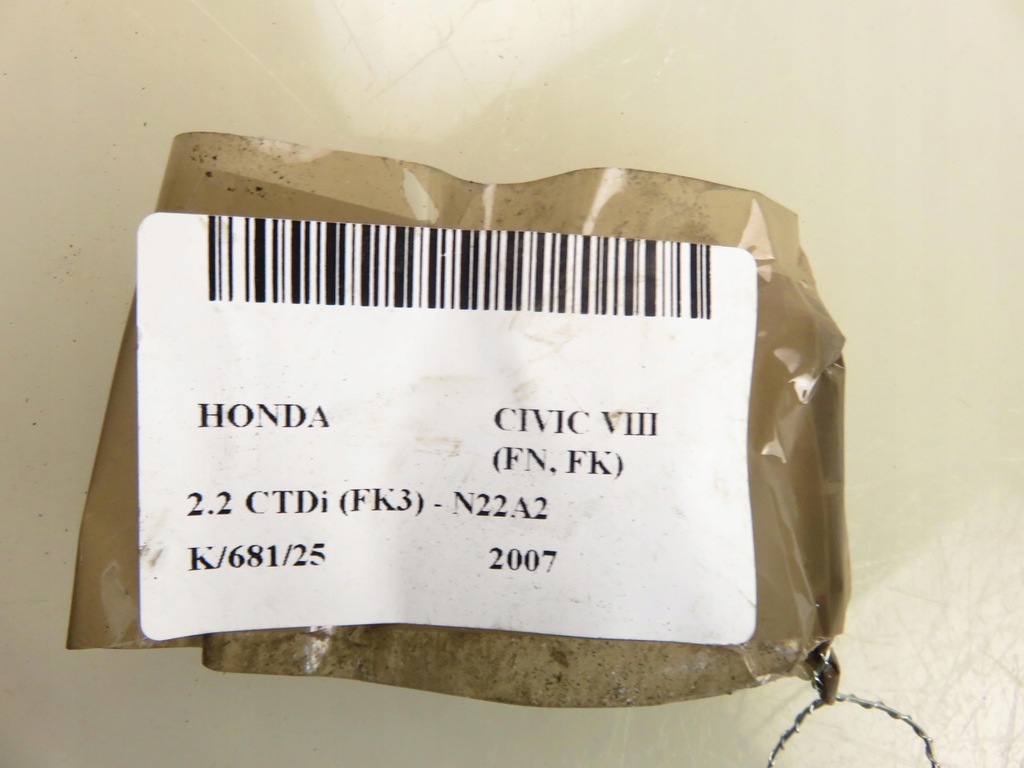 HONDA CIVIC VIII
(FN, FK)
2.2 CTDi (FK3) - N22A2
K/681/25 2007